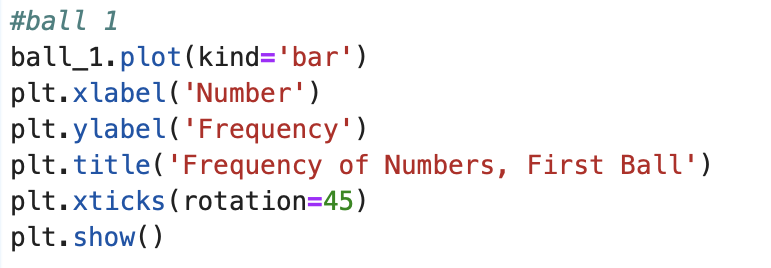 #ball 1
ball_1.plot(kind='bar')
plt.xlabel('Number')
plt.ylabel('Frequency')
plt.title('Frequency of Numbers, First Ball')
plt.xticks(rotation=45)
plt.show()